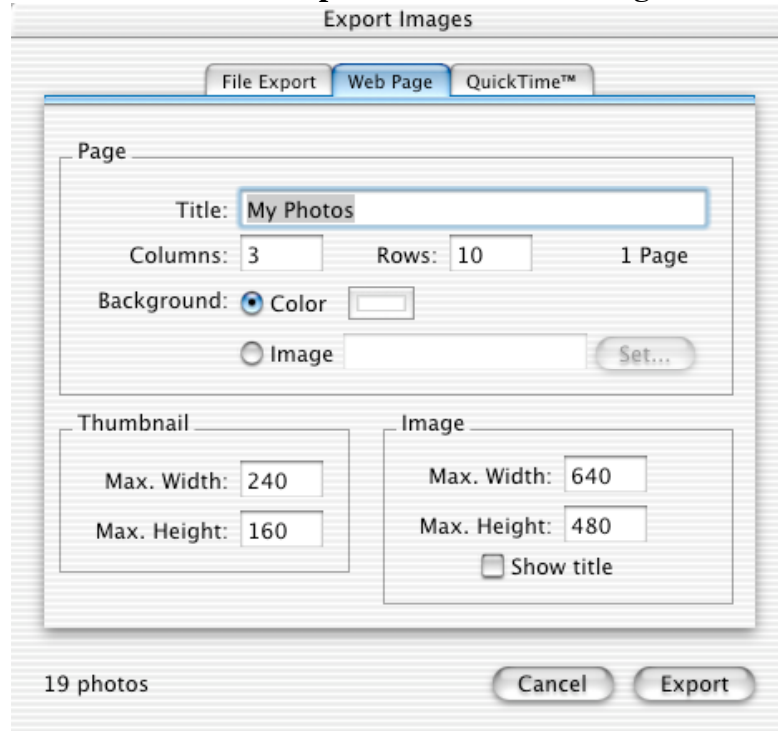 Export Images
File Export Web Page QuickTime™
Page
Title: My Photos
Columns: 3 Rows: 10 1 Page
Background: Color
Image Set...
Thumbnail
Max. Width: 240
Max. Height: 160
Image
Max. Width: 640
Max. Height: 480
Show title
19 photos Cancel Export